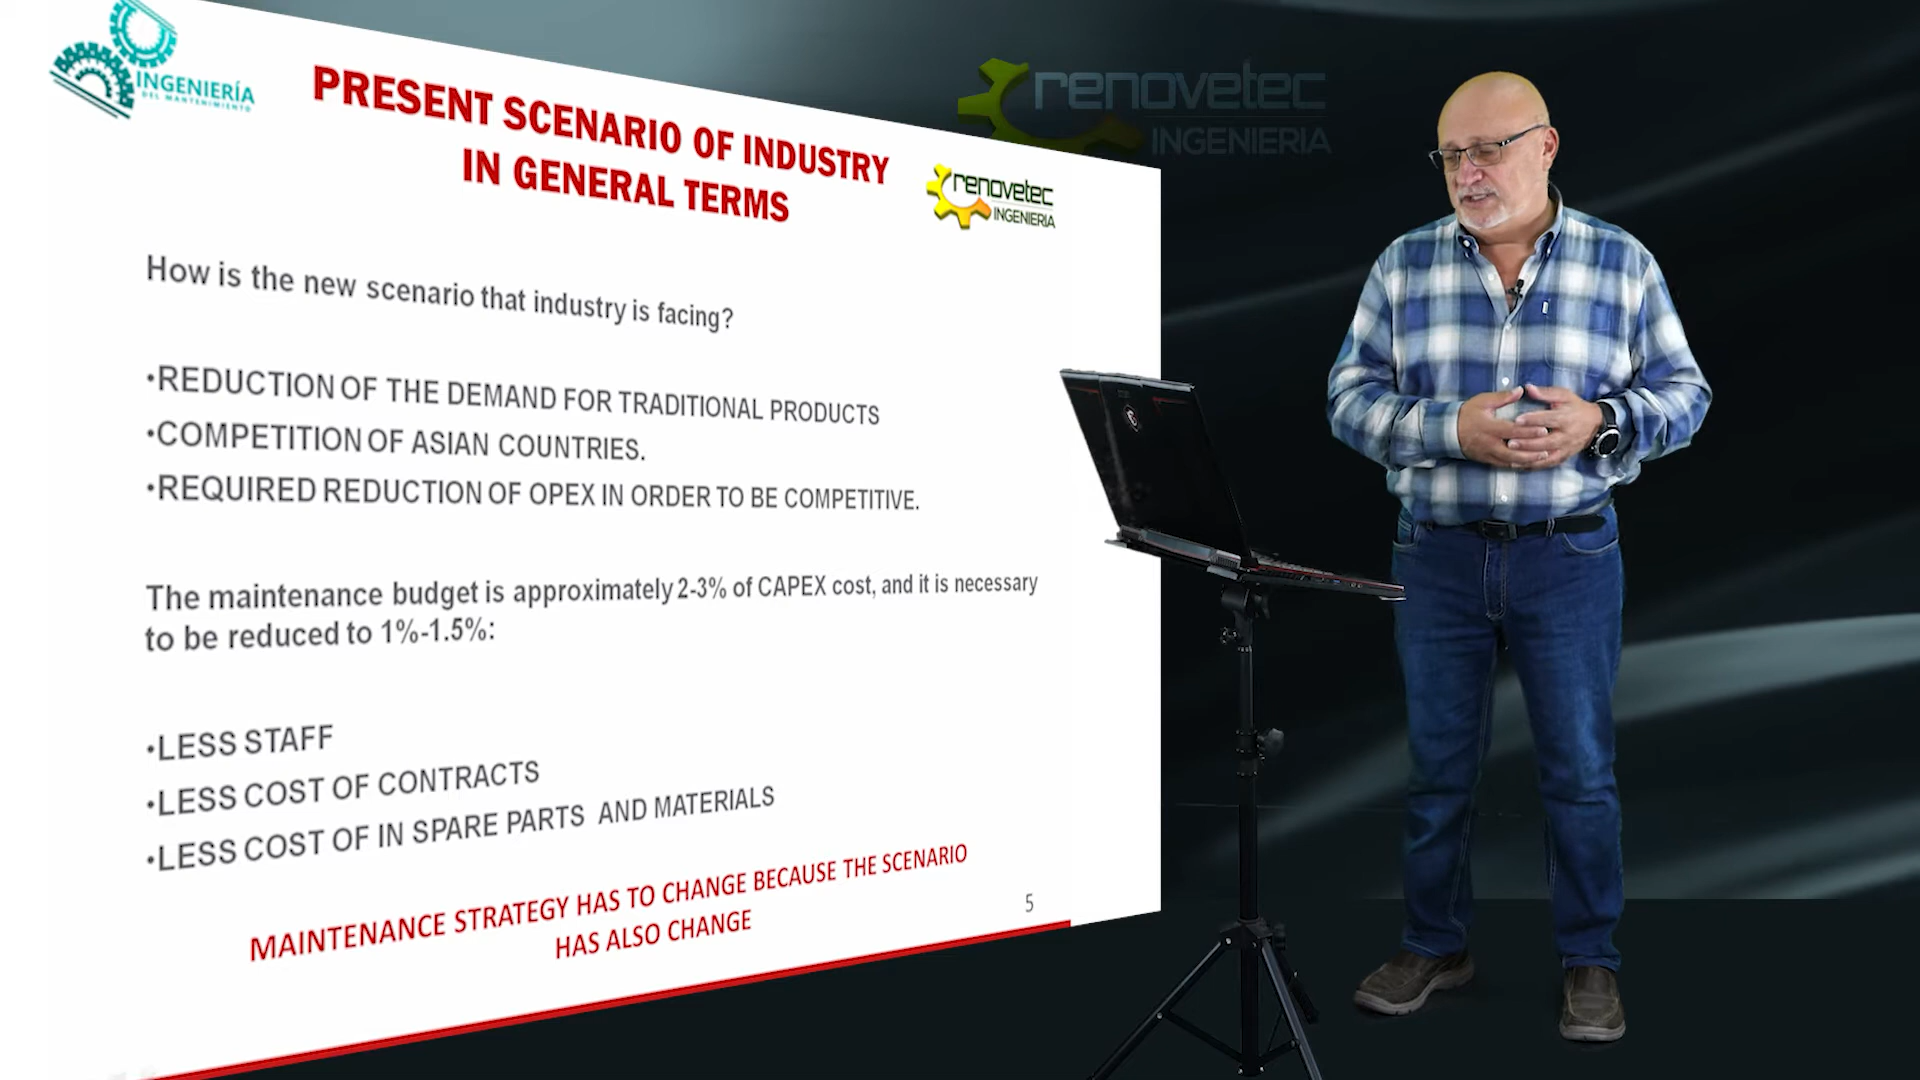 INGENIERÍA
DEL MANTENIMIENTO
PRESENT SCENARIO OF INDUSTRY
IN GENERAL TERMS
renovetec
INGENIERIA
renovetec
INGENIERIA
How is the new scenario that industry is facing?
•REDUCTION OF THE DEMAND FOR TRADITIONAL PRODUCTS
•COMPETITION OF ASIAN COUNTRIES.
•REQUIRED REDUCTION OF OPEX IN ORDER TO BE COMPETITIVE.
The maintenance budget is approximately 2-3% of CAPEX cost, and it is necessary
to be reduced to 1%-1.5%:
•LESS STAFF
•LESS COST OF CONTRACTS
•LESS COST OF IN SPARE PARTS AND MATERIALS
MAINTENANCE STRATEGY HAS TO CHANGE BECAUSE THE SCENARIO
HAS ALSO CHANGE
5